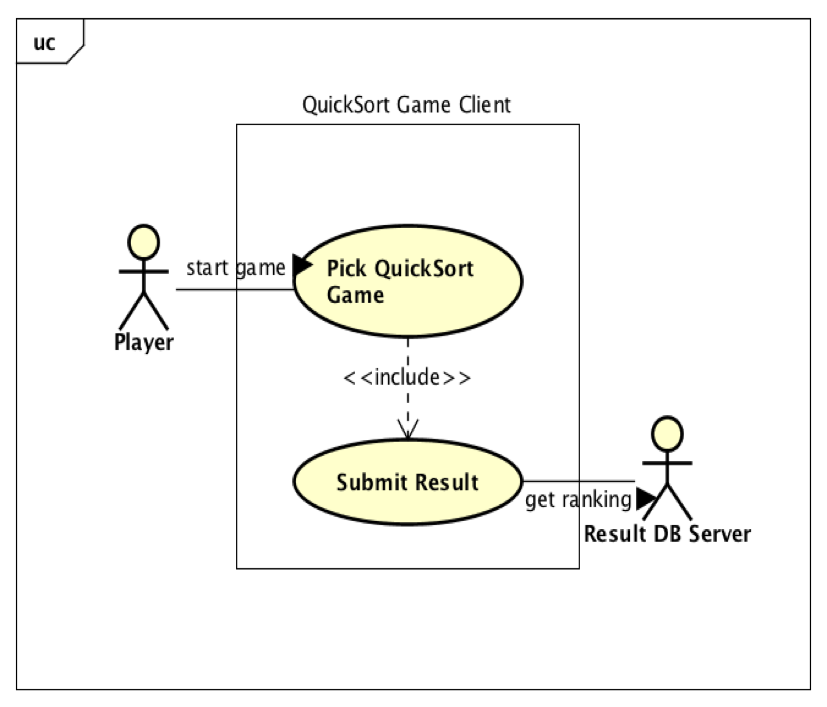 uc
QuickSort Game Client
start game
Pick QuickSort
Game
Player
<<include>>
Submit Result
get ranking
Result DB Server